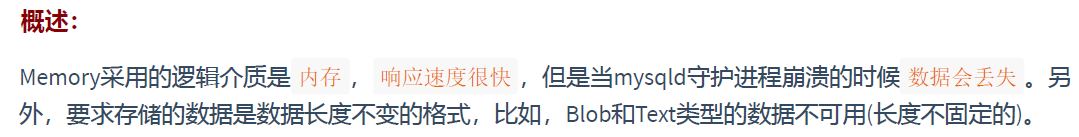 概述：
Memory采用的逻辑介质是 内存 ， 响应速度很快 ，但是当mysqld守护进程崩溃的时候 数据会丢失 。另
外，要求存储的数据是数据长度不变的格式，比如，Blob和Text类型的数据不可用(长度不固定的)。